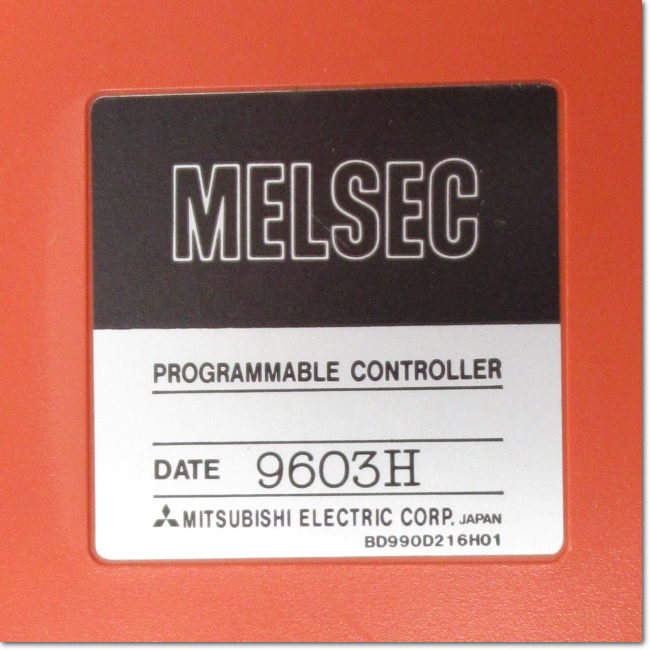 MELSEC
PROGRAMMABLE CONTROLLER
DATE 9603H
MITSUBISHI ELECTRIC CORP. JAPAN
BD990D216H01